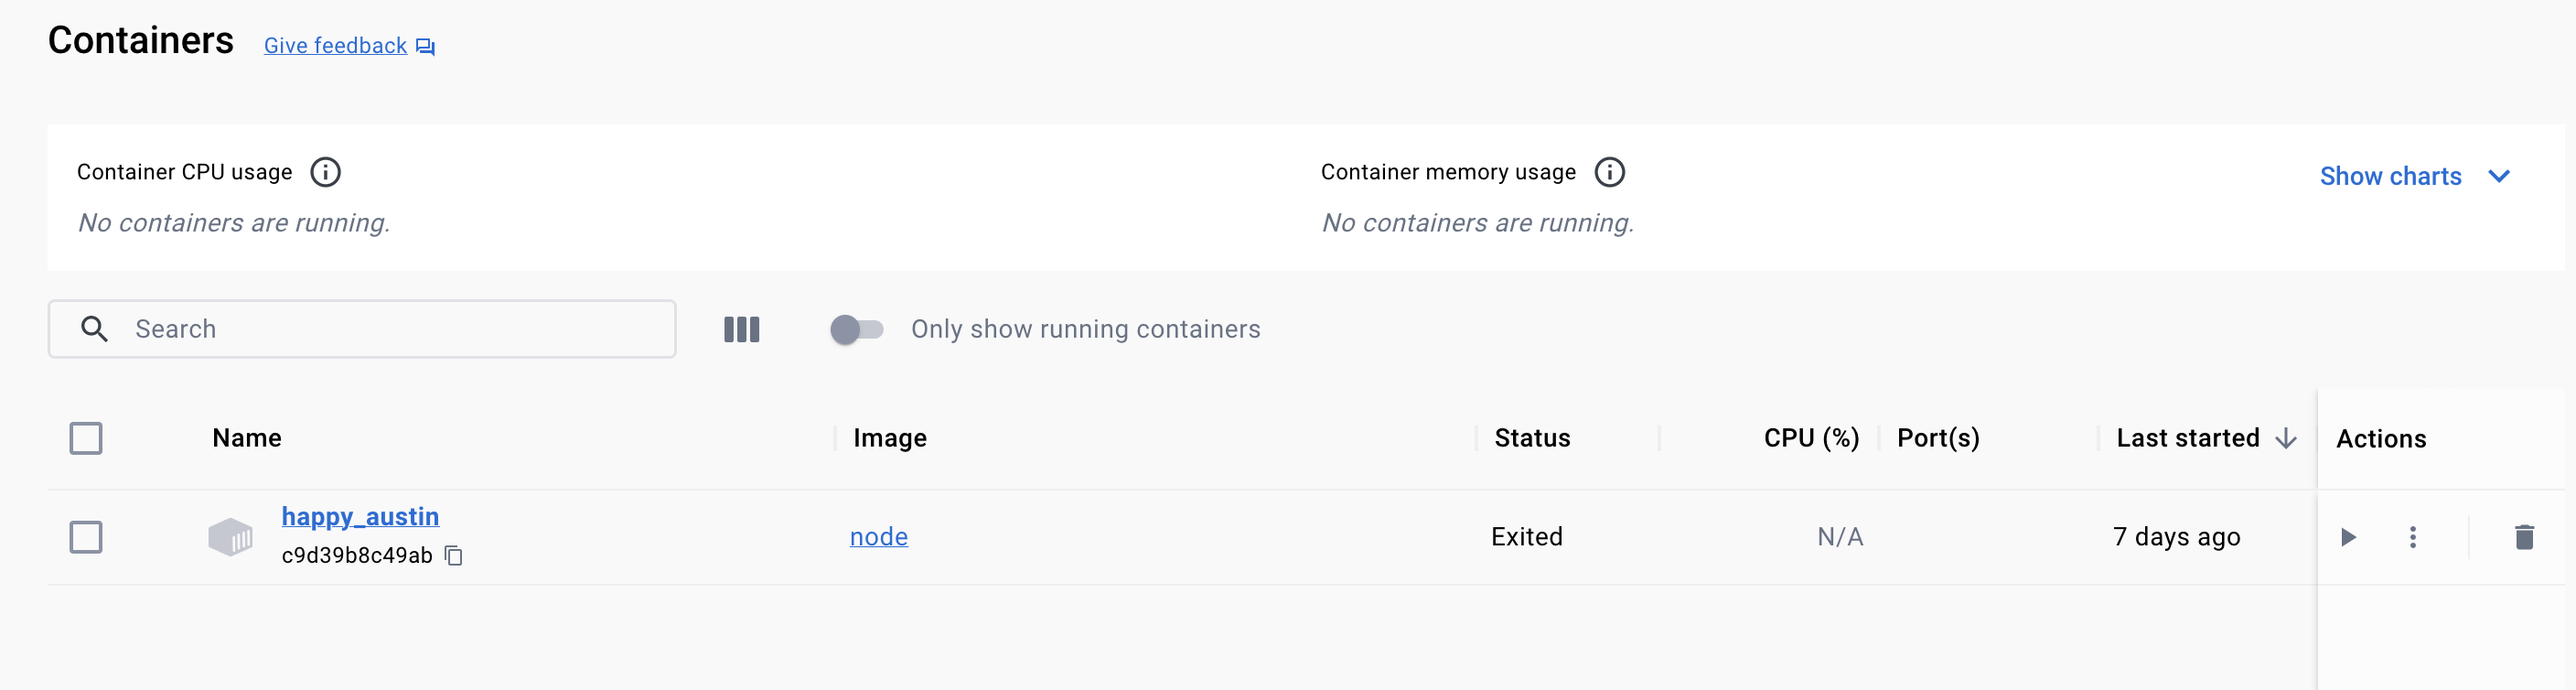 Containers Give feedback
Container CPU usage
No containers are running.
Container memory usage
No containers are running.
Show charts
Search
Only show running containers
Name Image Status CPU (%) Port(s) Last started Actions
happy_austin
c9d39b8c49ab
node Exited N/A 7 days ago